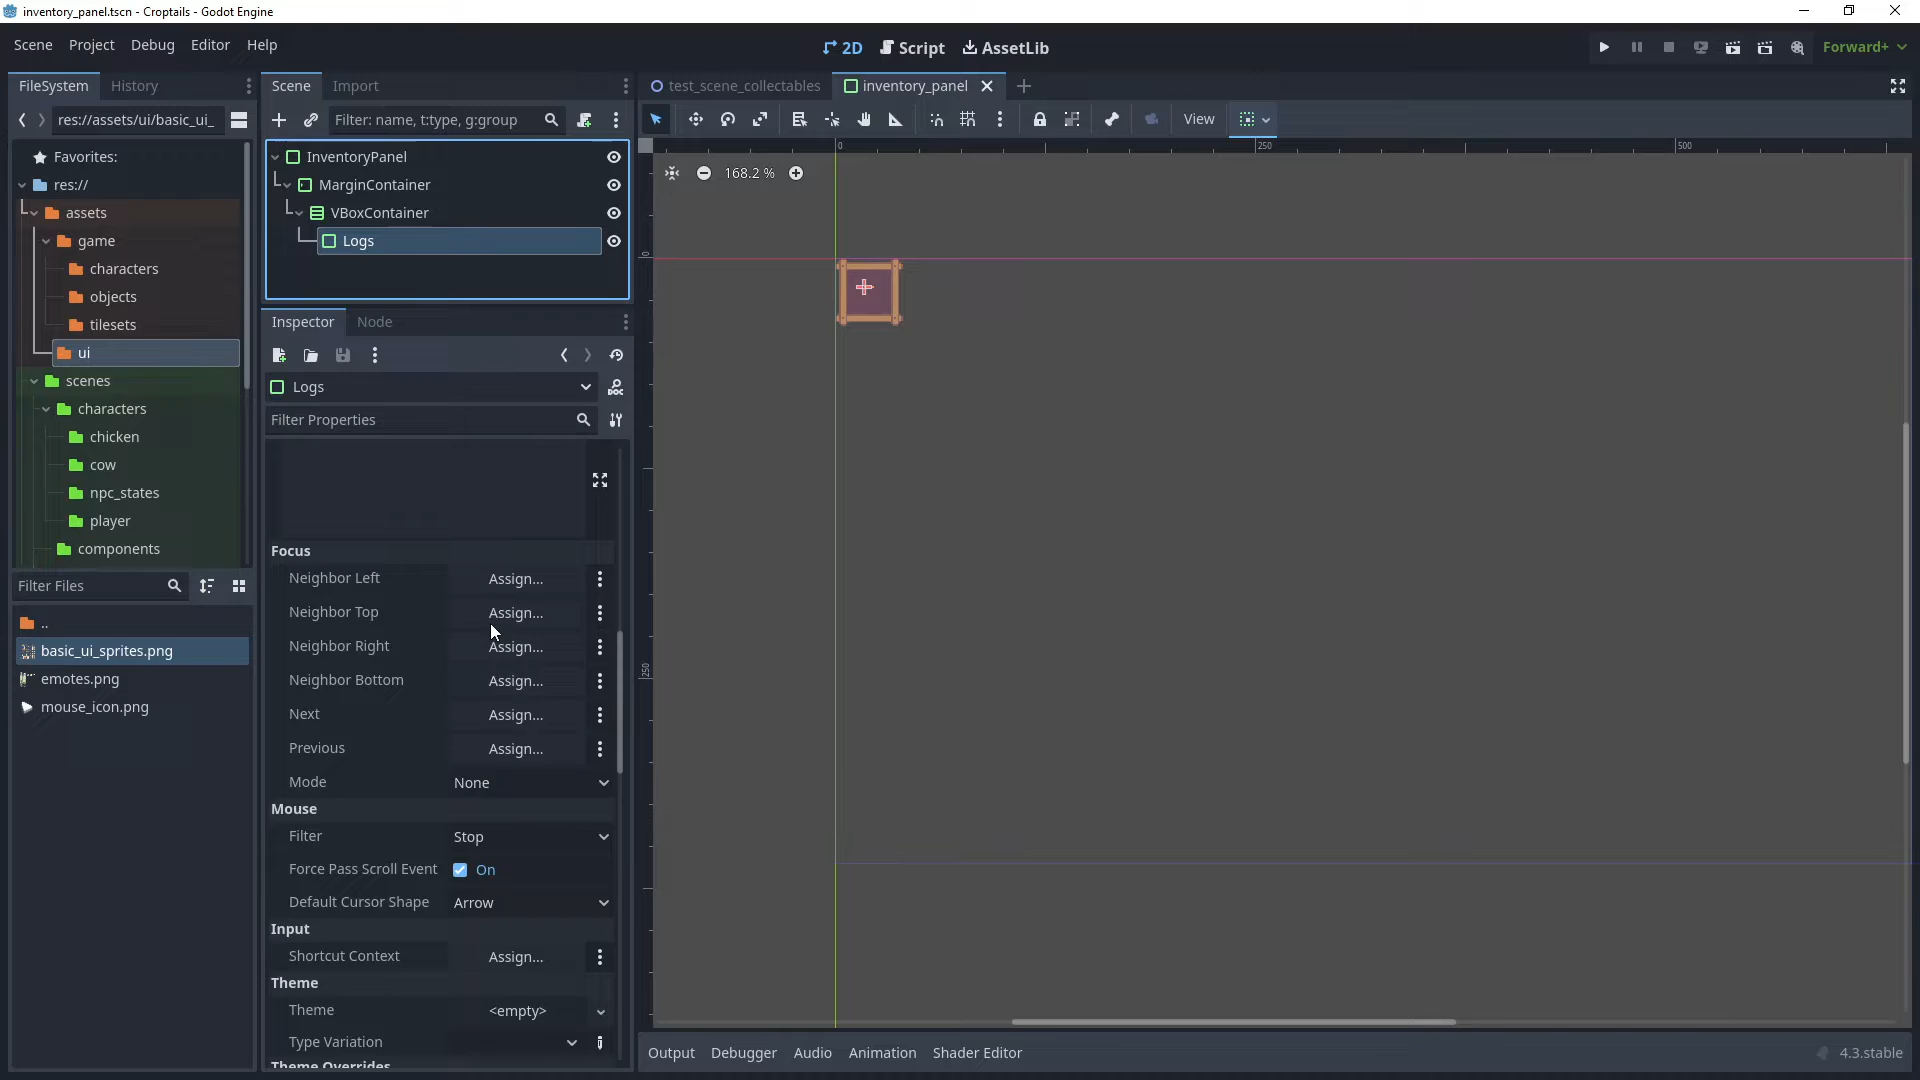 inventory_panel.tscn - Croptails - Godot Engine
Scene Project Debug Editor Help
2D Script AssetLib
Forward+
FileSystem History
res://assets/ui/basic_ui_
Favorites:
res://
assets
game
characters
objects
tilesets
ui
scenes
characters
chicken
cow
npc_states
player
components
Filter Files
..
basic_ui_sprites.png
emotes.png
mouse_icon.png
Scene Import
Filter: name, t:type, g:group
InventoryPanel
MarginContainer
VBoxContainer
Logs
Inspector Node
Logs
Filter Properties
Focus
Neighbor Left Assign...
Neighbor Top Assign...
Neighbor Right Assign...
Neighbor Bottom Assign...
Next Assign...
Previous Assign...
Mode None
Mouse
Filter Stop
Force Pass Scroll Event On
Default Cursor Shape Arrow
Input
Shortcut Context Assign...
Theme
Theme <empty>
Type Variation
Theme Overrides
test_scene_collectables inventory_panel
View
0 250 500
168.2 %
0
250
Output Debugger Audio Animation Shader Editor
4.3.stable